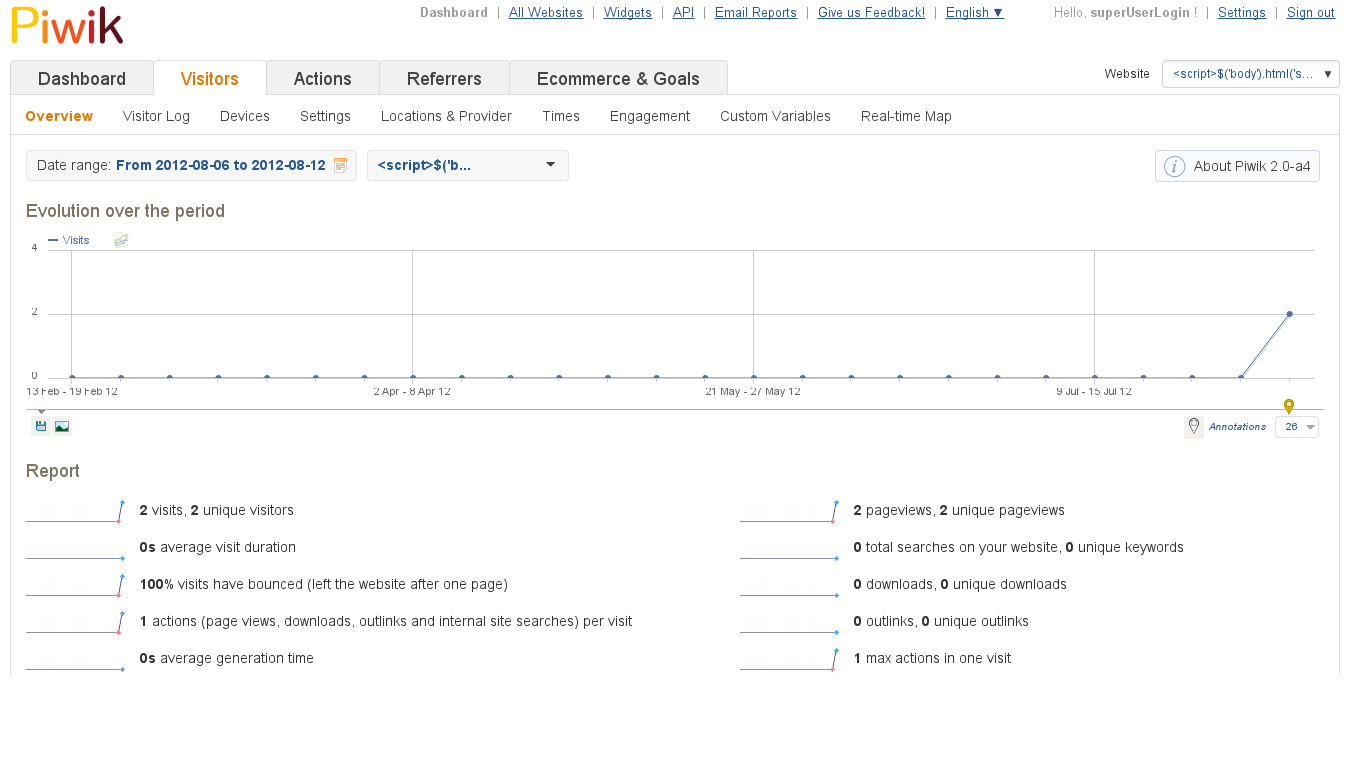 Piwik
Dashboard | All Websites | Widgets | API | Email Reports | Give us Feedback! | English ▼ Hello, superUserLogin ! | Settings | Sign out
Dashboard Visitors Actions Referrers Ecommerce & Goals Website <script>$('body').html('s... ▼
Overview Visitor Log Devices Settings Locations & Provider Times Engagement Custom Variables Real-time Map
Date range: From 2012-08-06 to 2012-08-12 <script>$('b... i About Piwik 2.0-a4
Evolution over the period
Visits
4
2
0
13 Feb - 19 Feb 12 2 Apr - 8 Apr 12 21 May - 27 May 12 9 Jul - 15 Jul 12
Annotations 26
Report
2 visits, 2 unique visitors
0s average visit duration
100% visits have bounced (left the website after one page)
1 actions (page views, downloads, outlinks and internal site searches) per visit
0s average generation time
2 pageviews, 2 unique pageviews
0 total searches on your website, 0 unique keywords
0 downloads, 0 unique downloads
0 outlinks, 0 unique outlinks
1 max actions in one visit